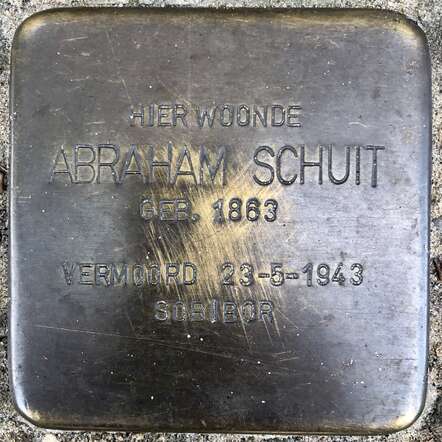 HIER WOONDE
ABRAHAM SCHUIT
GEB. 1863
VERMOORD 23-5-1943
SOBIBOR